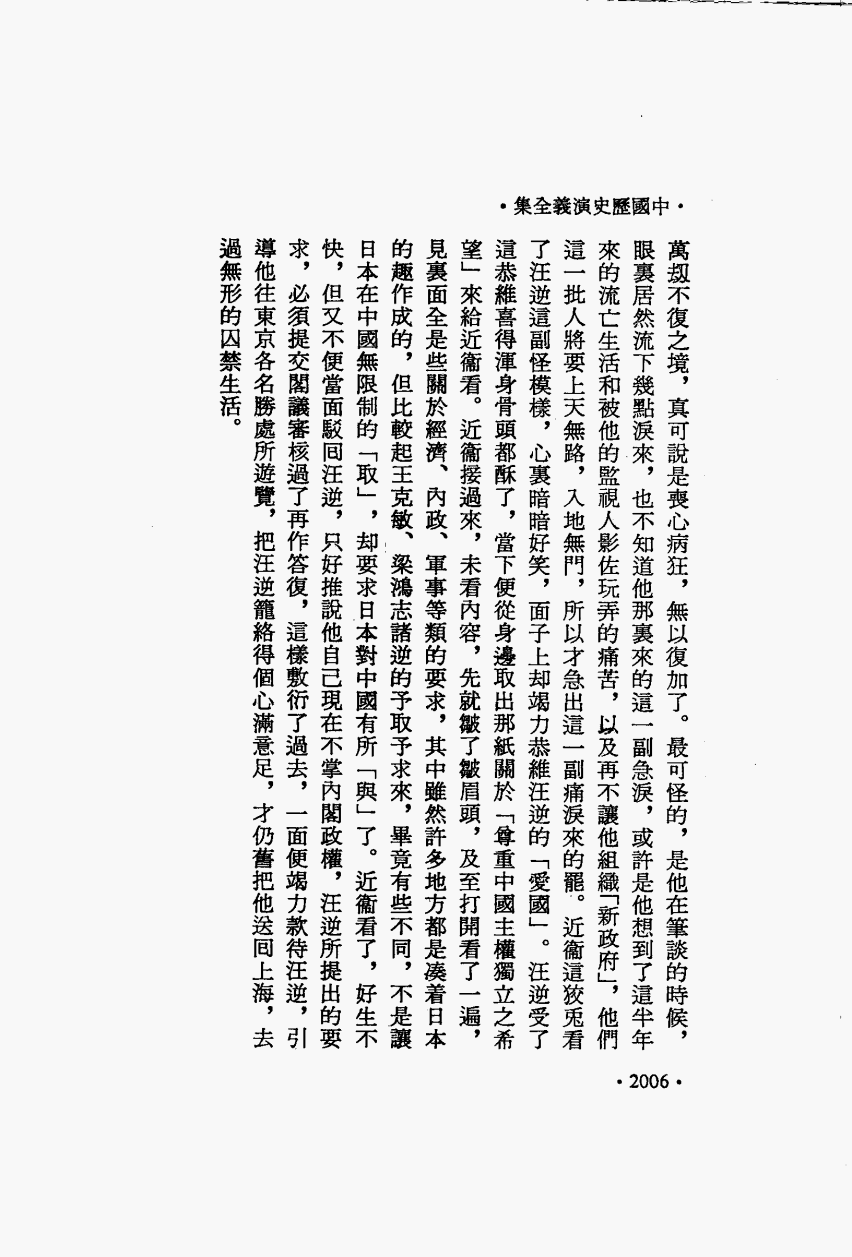 ·中國歷史演義全集·
萬刼不復之境，真可說是喪心病狂，無以復加了。最可怪的，是他在筆談的時候，
眼裏居然流下幾點淚來，也不知道他那裏來的這一副急淚，或許是他想到了這半年
來的流亡生活和被他的監視人影佐玩弄的痛苦，以及再不讓他組織「新政府」，他們
這一批人將要上天無路，入地無門，所以才急出這一副痛淚來的罷。近衞這狡兎看
了汪逆這副怪模樣，心裏暗暗好笑，面子上却竭力恭維汪逆的「愛國」。汪逆受了
這恭維喜得渾身骨頭都酥了，當下便從身邊取出那紙關於「尊重中國主權獨立之希
望」來給近衞看。近衞接過來，未看內容，先就皺了皺眉頭，及至打開看了一遍，
見裏面全是些關於經濟、內政、軍事等類的要求，其中雖然許多地方都是凑着日本
的趣作成的，但比較起王克敏、梁鴻志諸逆的予取予求來，畢竟有些不同，不是讓
日本在中國無限制的「取」，却要求日本對中國有所「與」了。近衞看了，好生不
快，但又不便當面駁囘汪逆，只好推說他自己現在不掌內閣政權，汪逆所提出的要
求，必須提交閣議審核過了再作答復，這樣敷衍了過去，一面便竭力款待汪逆，引
導他往東京各名勝處所遊覽，把汪逆籠絡得個心滿意足，才仍舊把他送囘上海，去
過無形的囚禁生活。
·2006·